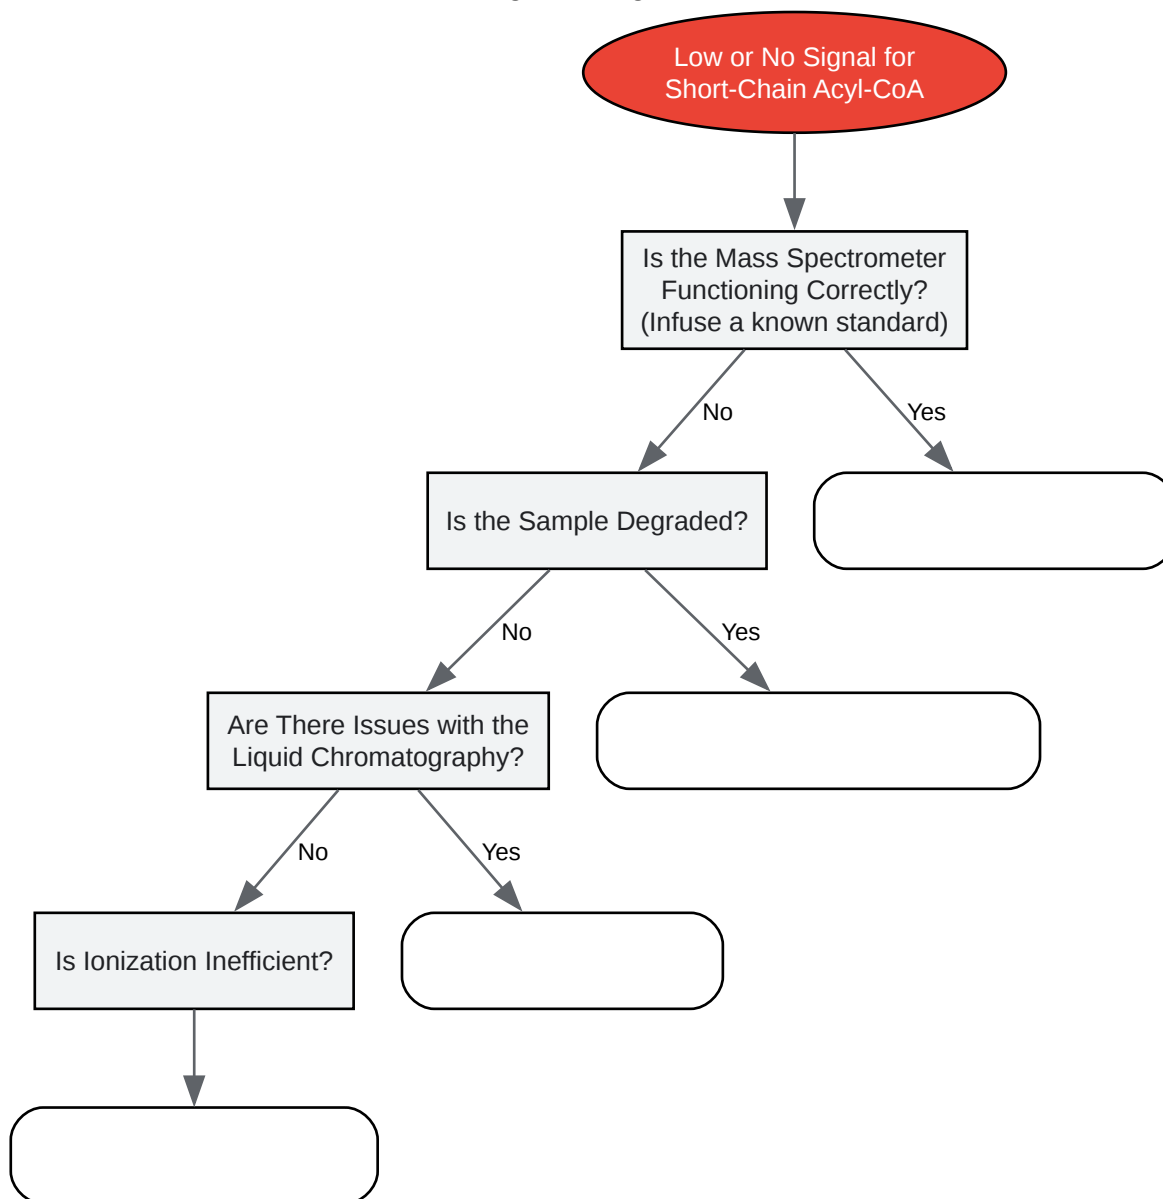 Low or No Signal for
Short-Chain Acyl-CoA
Is the Mass Spectrometer
Functioning Correctly?
(Infuse a known standard)
No
Yes
Is the Sample Degraded?
No
Yes
Are There Issues with the
Liquid Chromatography?
No
Yes
Is Ionization Inefficient?